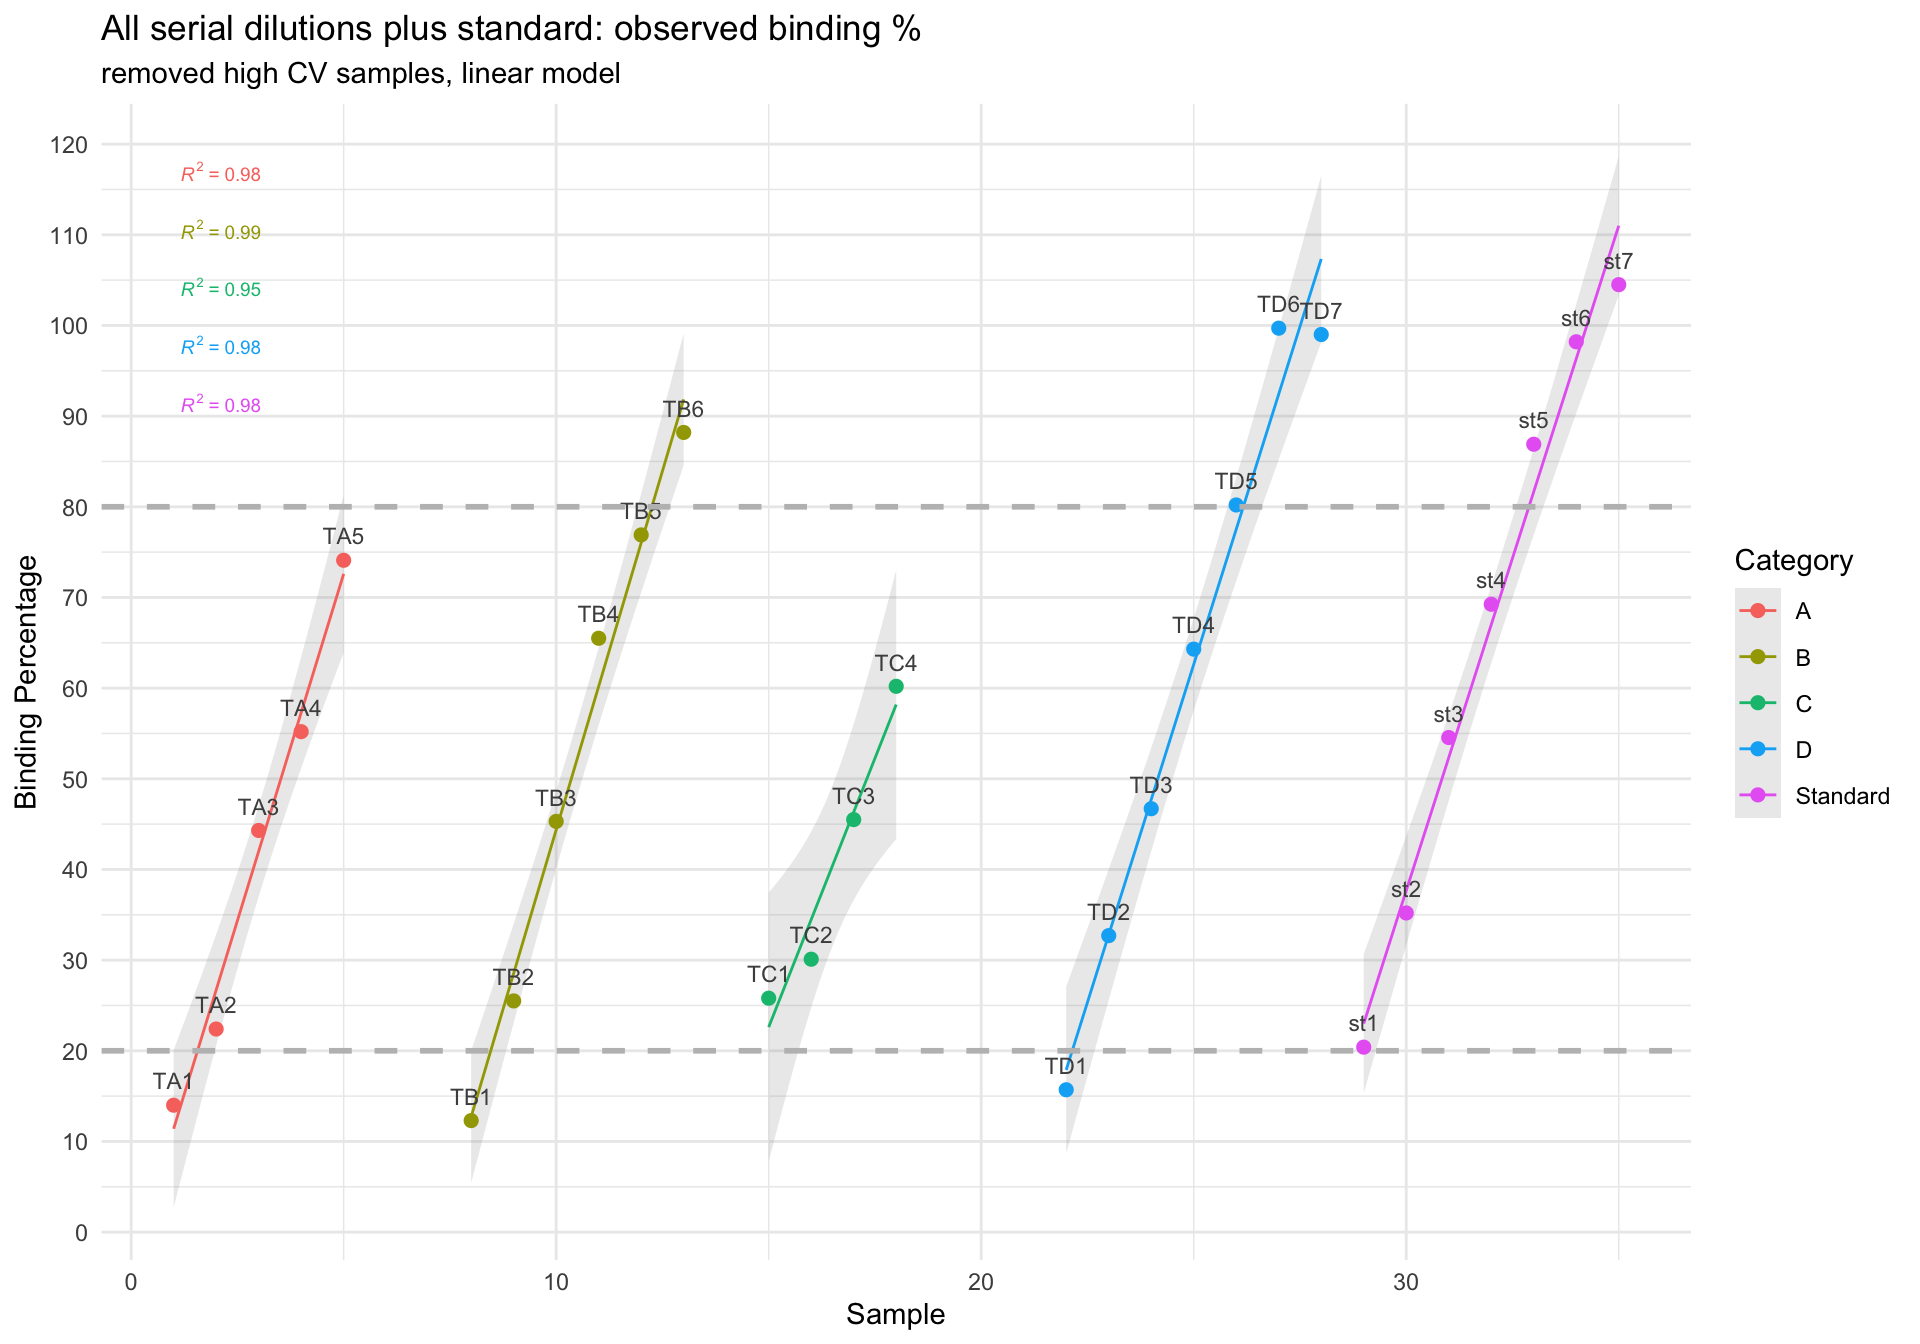 All serial dilutions plus standard: observed binding %
removed high CV samples, linear model
Binding Percentage
120
110
100
90
80
70
60
50
40
30
20
10
0
R² = 0.98
R² = 0.99
R² = 0.95
R² = 0.98
R² = 0.98
TA1
TA2
TA3
TA4
TA5
TB1
TB2
TB3
TB4
TB5
TB6
TC1
TC2
TC3
TC4
TD1
TD2
TD3
TD4
TD5
TD6
TD7
st1
st2
st3
st4
st5
st6
st7
0 10 20 30
Sample
Category
A
B
C
D
Standard